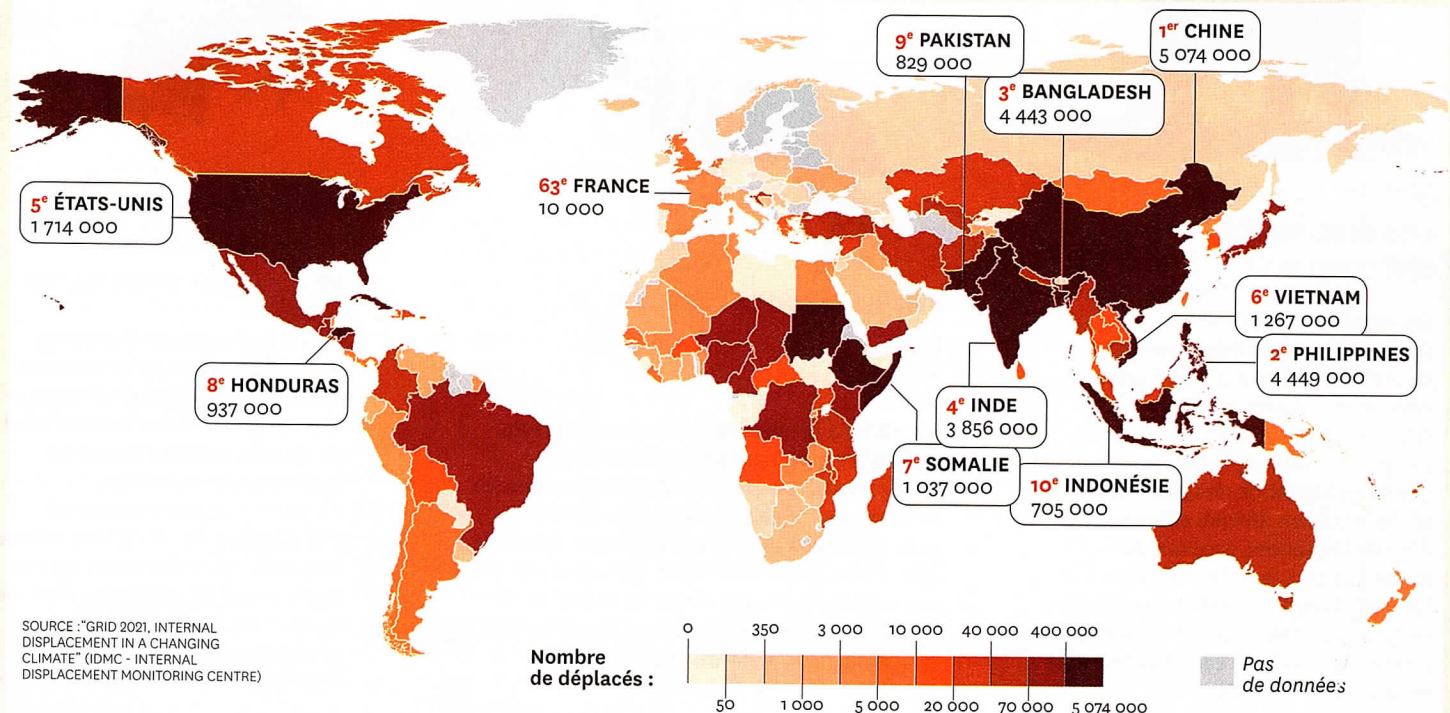 9e PAKISTAN
829 000
1er CHINE
5 074 000
3e BANGLADESH
4 443 000
63e FRANCE
10 000
5e ÉTATS-UNIS
1 714 000
6e VIETNAM
1 267 000
2e PHILIPPINES
4 449 000
8e HONDURAS
937 000
4e INDE
3 856 000
7e SOMALIE
1 037 000
10e INDONÉSIE
705 000
SOURCE :"GRID 2021, INTERNAL
DISPLACEMENT IN A CHANGING
CLIMATE" (IDMC - INTERNAL
DISPLACEMENT MONITORING CENTRE)
Nombre
de déplacés :
0 350 3 000 10 000 40 000 400 000
50 1 000 5 000 20 000 70 000 5 074 000
Pas
de données